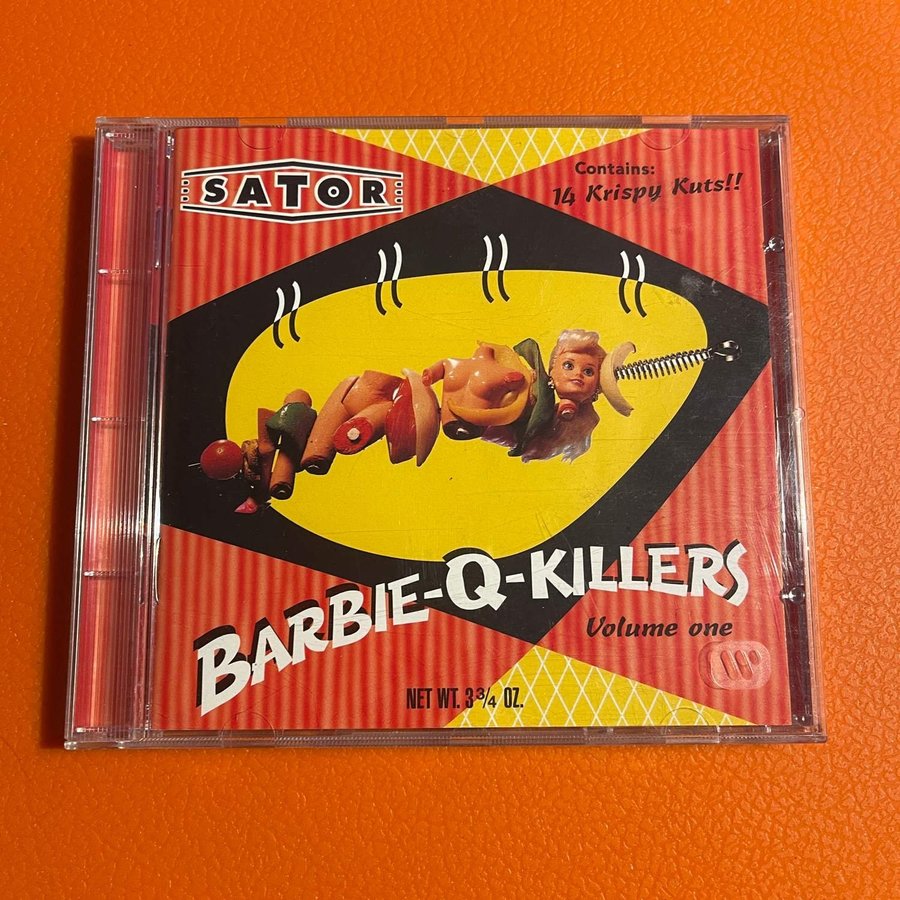 SATOR
Contains:
14 Krispy Kuts!!
BARBIE-Q-KILLERS
Volume one
NET WT. 3 3/4 OZ.